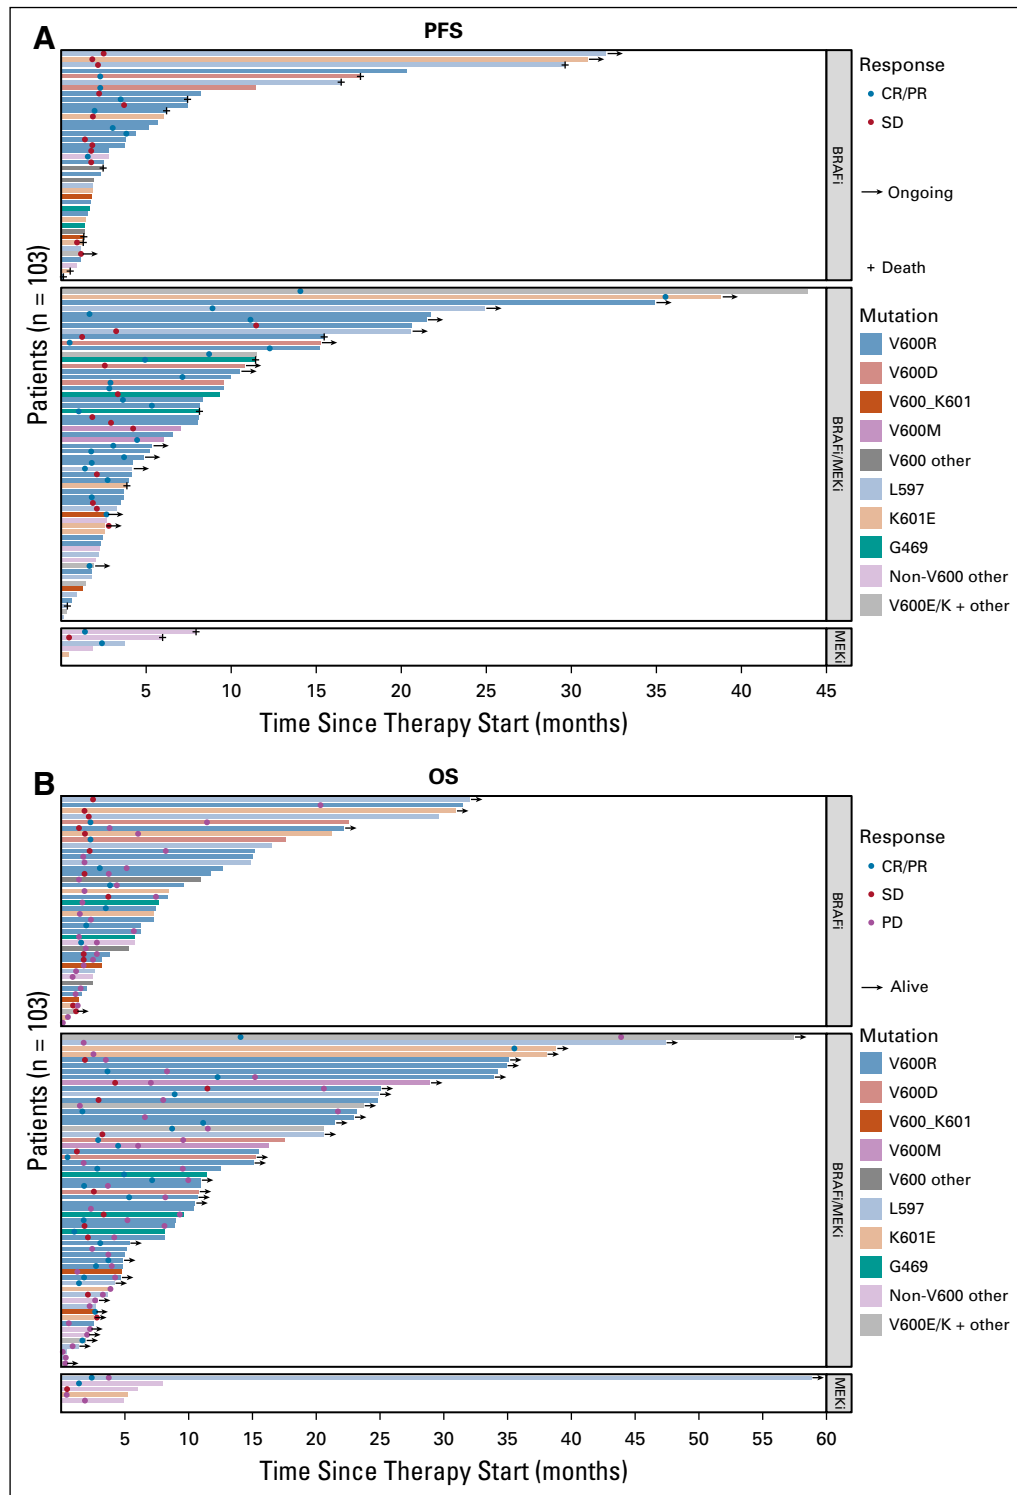 A
PFS
Patients (n = 103)
BRAFi
BRAFi/MEKi
MEKi
5 10 15 20 25 30 35 40 45
Time Since Therapy Start (months)
Response
CR/PR
SD
Ongoing
+ Death
Mutation
V600R
V600D
V600_K601
V600M
V600 other
L597
K601E
G469
Non-V600 other
V600E/K + other
B
OS
Patients (n = 103)
BRAFi
BRAFi/MEKi
MEKi
5 10 15 20 25 30 35 40 45 50 55 60
Time Since Therapy Start (months)
Response
CR/PR
SD
PD
Alive
Mutation
V600R
V600D
V600_K601
V600M
V600 other
L597
K601E
G469
Non-V600 other
V600E/K + other